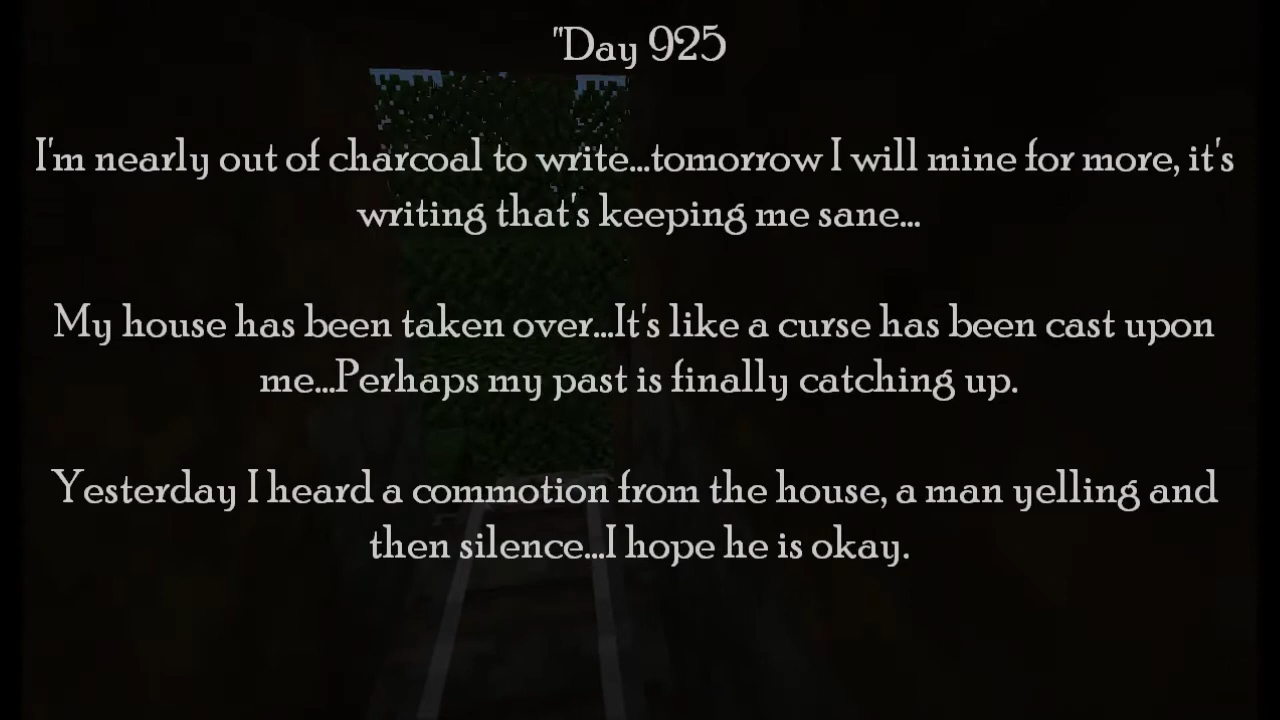 "Day 925
I'm nearly out of charcoal to write...tomorrow I will mine for more, it's
writing that's keeping me sane...
My house has been taken over...It's like a curse has been cast upon
me...Perhaps my past is finally catching up.
Yesterday I heard a commotion from the house, a man yelling and
then silence...I hope he is okay.